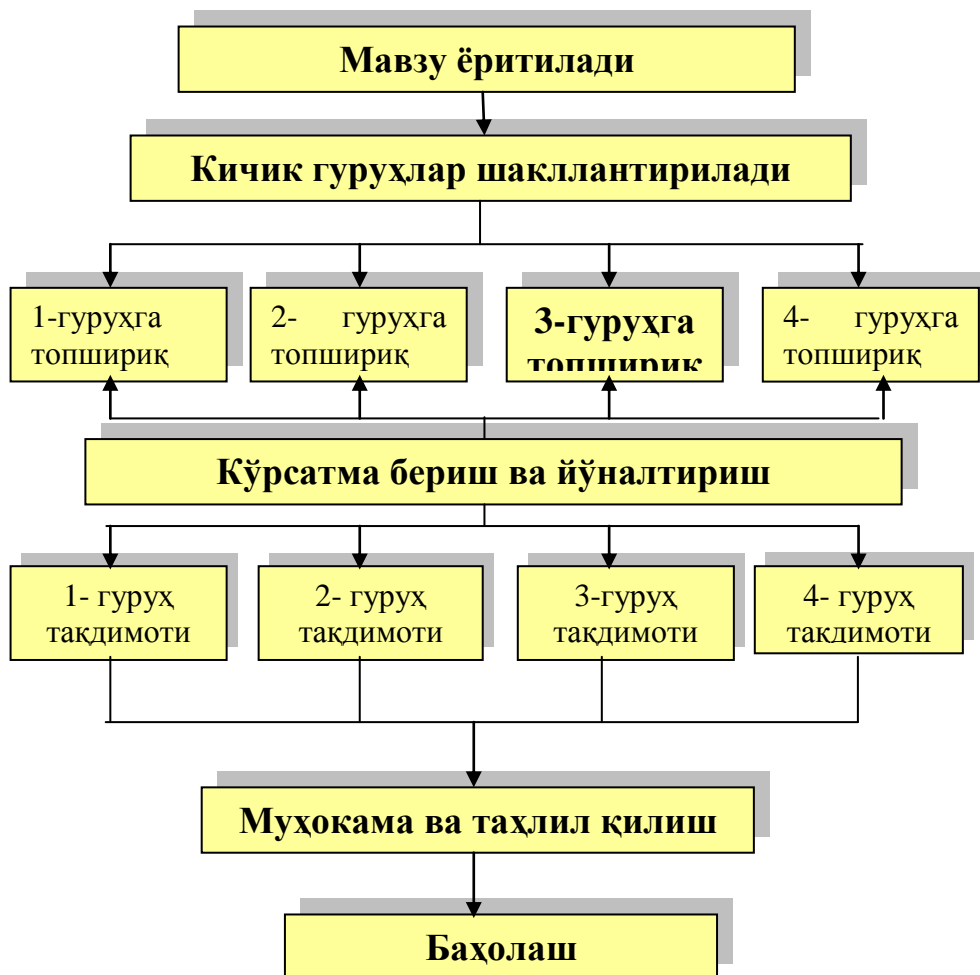 Мавзу ёритилади
Кичик гуруҳлар шакллантирилади
1-гуруҳга
топшириқ
2- гуруҳга
топшириқ
3-гуруҳга
топшириқ
4- гуруҳга
топшириқ
Кўрсатма бериш ва йўналтириш
1- гуруҳ
тақдимоти
2- гуруҳ
тақдимоти
3-гуруҳ
тақдимоти
4- гуруҳ
тақдимоти
Муҳокама ва таҳлил қилиш
Баҳолаш